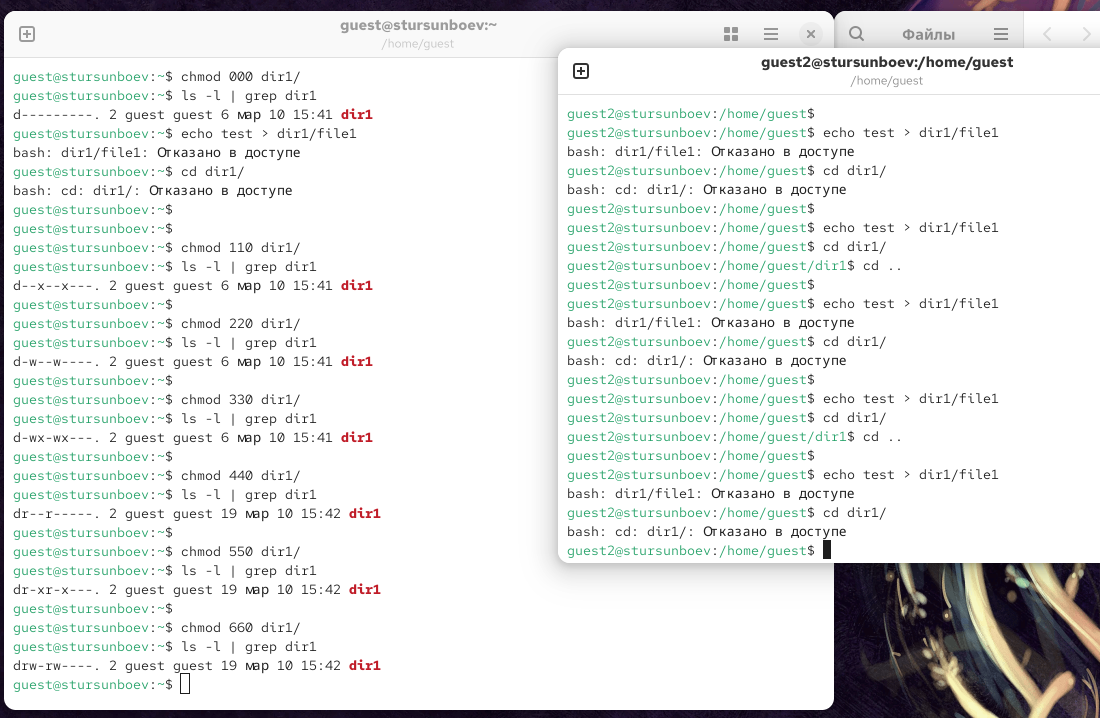 guest@stursunboev:~
/home/guest
guest@stursunboev:~$ chmod 000 dir1/
guest@stursunboev:~$ ls -l | grep dir1
d---------. 2 guest guest 6 мар 10 15:41 dir1
guest@stursunboev:~$ echo test > dir1/file1
bash: dir1/file1: Отказано в доступе
guest@stursunboev:~$ cd dir1/
bash: cd: dir1/: Отказано в доступе
guest@stursunboev:~$
guest@stursunboev:~$
guest@stursunboev:~$ chmod 110 dir1/
guest@stursunboev:~$ ls -l | grep dir1
d--x--x---. 2 guest guest 6 мар 10 15:41 dir1
guest@stursunboev:~$
guest@stursunboev:~$ chmod 220 dir1/
guest@stursunboev:~$ ls -l | grep dir1
d-w--w----. 2 guest guest 6 мар 10 15:41 dir1
guest@stursunboev:~$
guest@stursunboev:~$ chmod 330 dir1/
guest@stursunboev:~$ ls -l | grep dir1
d-wx-wx---. 2 guest guest 6 мар 10 15:41 dir1
guest@stursunboev:~$
guest@stursunboev:~$ chmod 440 dir1/
guest@stursunboev:~$ ls -l | grep dir1
dr--r-----. 2 guest guest 19 мар 10 15:42 dir1
guest@stursunboev:~$
guest@stursunboev:~$ chmod 550 dir1/
guest@stursunboev:~$ ls -l | grep dir1
dr-xr-x---. 2 guest guest 19 мар 10 15:42 dir1
guest@stursunboev:~$
guest@stursunboev:~$ chmod 660 dir1/
guest@stursunboev:~$ ls -l | grep dir1
drw-rw----. 2 guest guest 19 мар 10 15:42 dir1
guest@stursunboev:~$
Файлы
guest2@stursunboev:/home/guest
/home/guest
guest2@stursunboev:/home/guest$
guest2@stursunboev:/home/guest$ echo test > dir1/file1
bash: dir1/file1: Отказано в доступе
guest2@stursunboev:/home/guest$ cd dir1/
bash: cd: dir1/: Отказано в доступе
guest2@stursunboev:/home/guest$
guest2@stursunboev:/home/guest$ echo test > dir1/file1
guest2@stursunboev:/home/guest$ cd dir1/
guest2@stursunboev:/home/guest/dir1$ cd ..
guest2@stursunboev:/home/guest$
guest2@stursunboev:/home/guest$ echo test > dir1/file1
bash: dir1/file1: Отказано в доступе
guest2@stursunboev:/home/guest$ cd dir1/
bash: cd: dir1/: Отказано в доступе
guest2@stursunboev:/home/guest$
guest2@stursunboev:/home/guest$ echo test > dir1/file1
guest2@stursunboev:/home/guest$ cd dir1/
guest2@stursunboev:/home/guest/dir1$ cd ..
guest2@stursunboev:/home/guest$
guest2@stursunboev:/home/guest$ echo test > dir1/file1
bash: dir1/file1: Отказано в доступе
guest2@stursunboev:/home/guest$ cd dir1/
bash: cd: dir1/: Отказано в доступе
guest2@stursunboev:/home/guest$